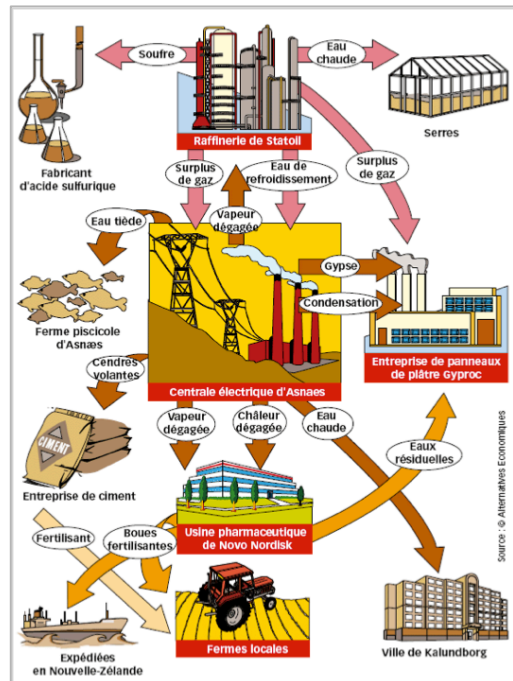 Soufre
Eau
chaude
Fabricant
d'acide sulfurique
Raffinerie de Statoil
Serres
Surplus
de gaz
Eau de
refroidissement
Surplus
de gaz
Vapeur
dégagée
Eau tiède
Gypse
Condensation
Ferme piscicole
d'Asnæs
Cendres
volantes
Centrale électrique d'Asnaes
Entreprise de panneaux
de plâtre Gyproc
Vapeur
dégagée
Châleur
dégagée
Eau
chaude
CIMENT
Entreprise de ciment
Eaux
résiduelles
Usine pharmaceutique
de Novo Nordisk
Fertilisant
Boues
fertilisantes
Expédiées
en Nouvelle-Zélande
Fermes locales
Ville de Kalundborg
Source : © Alternatives Economiques